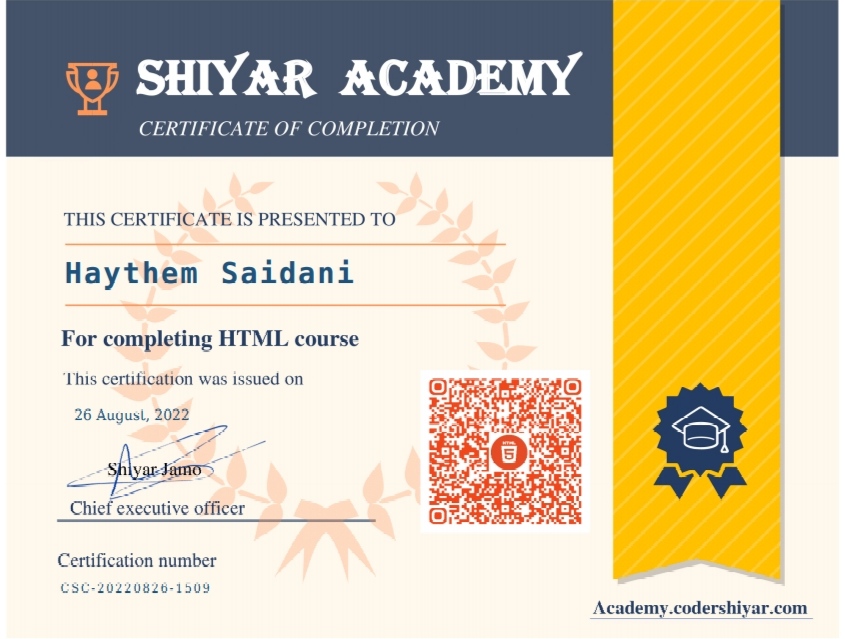 SHIYAR ACADEMY
CERTIFICATE OF COMPLETION
THIS CERTIFICATE IS PRESENTED TO
Haythem Saidani
For completing HTML course
This certification was issued on
26 August, 2022
Shiyar Jamo
Chief executive officer
HTML
5
Certification number
CSC-20220826-1509
Academy.codershiyar.com